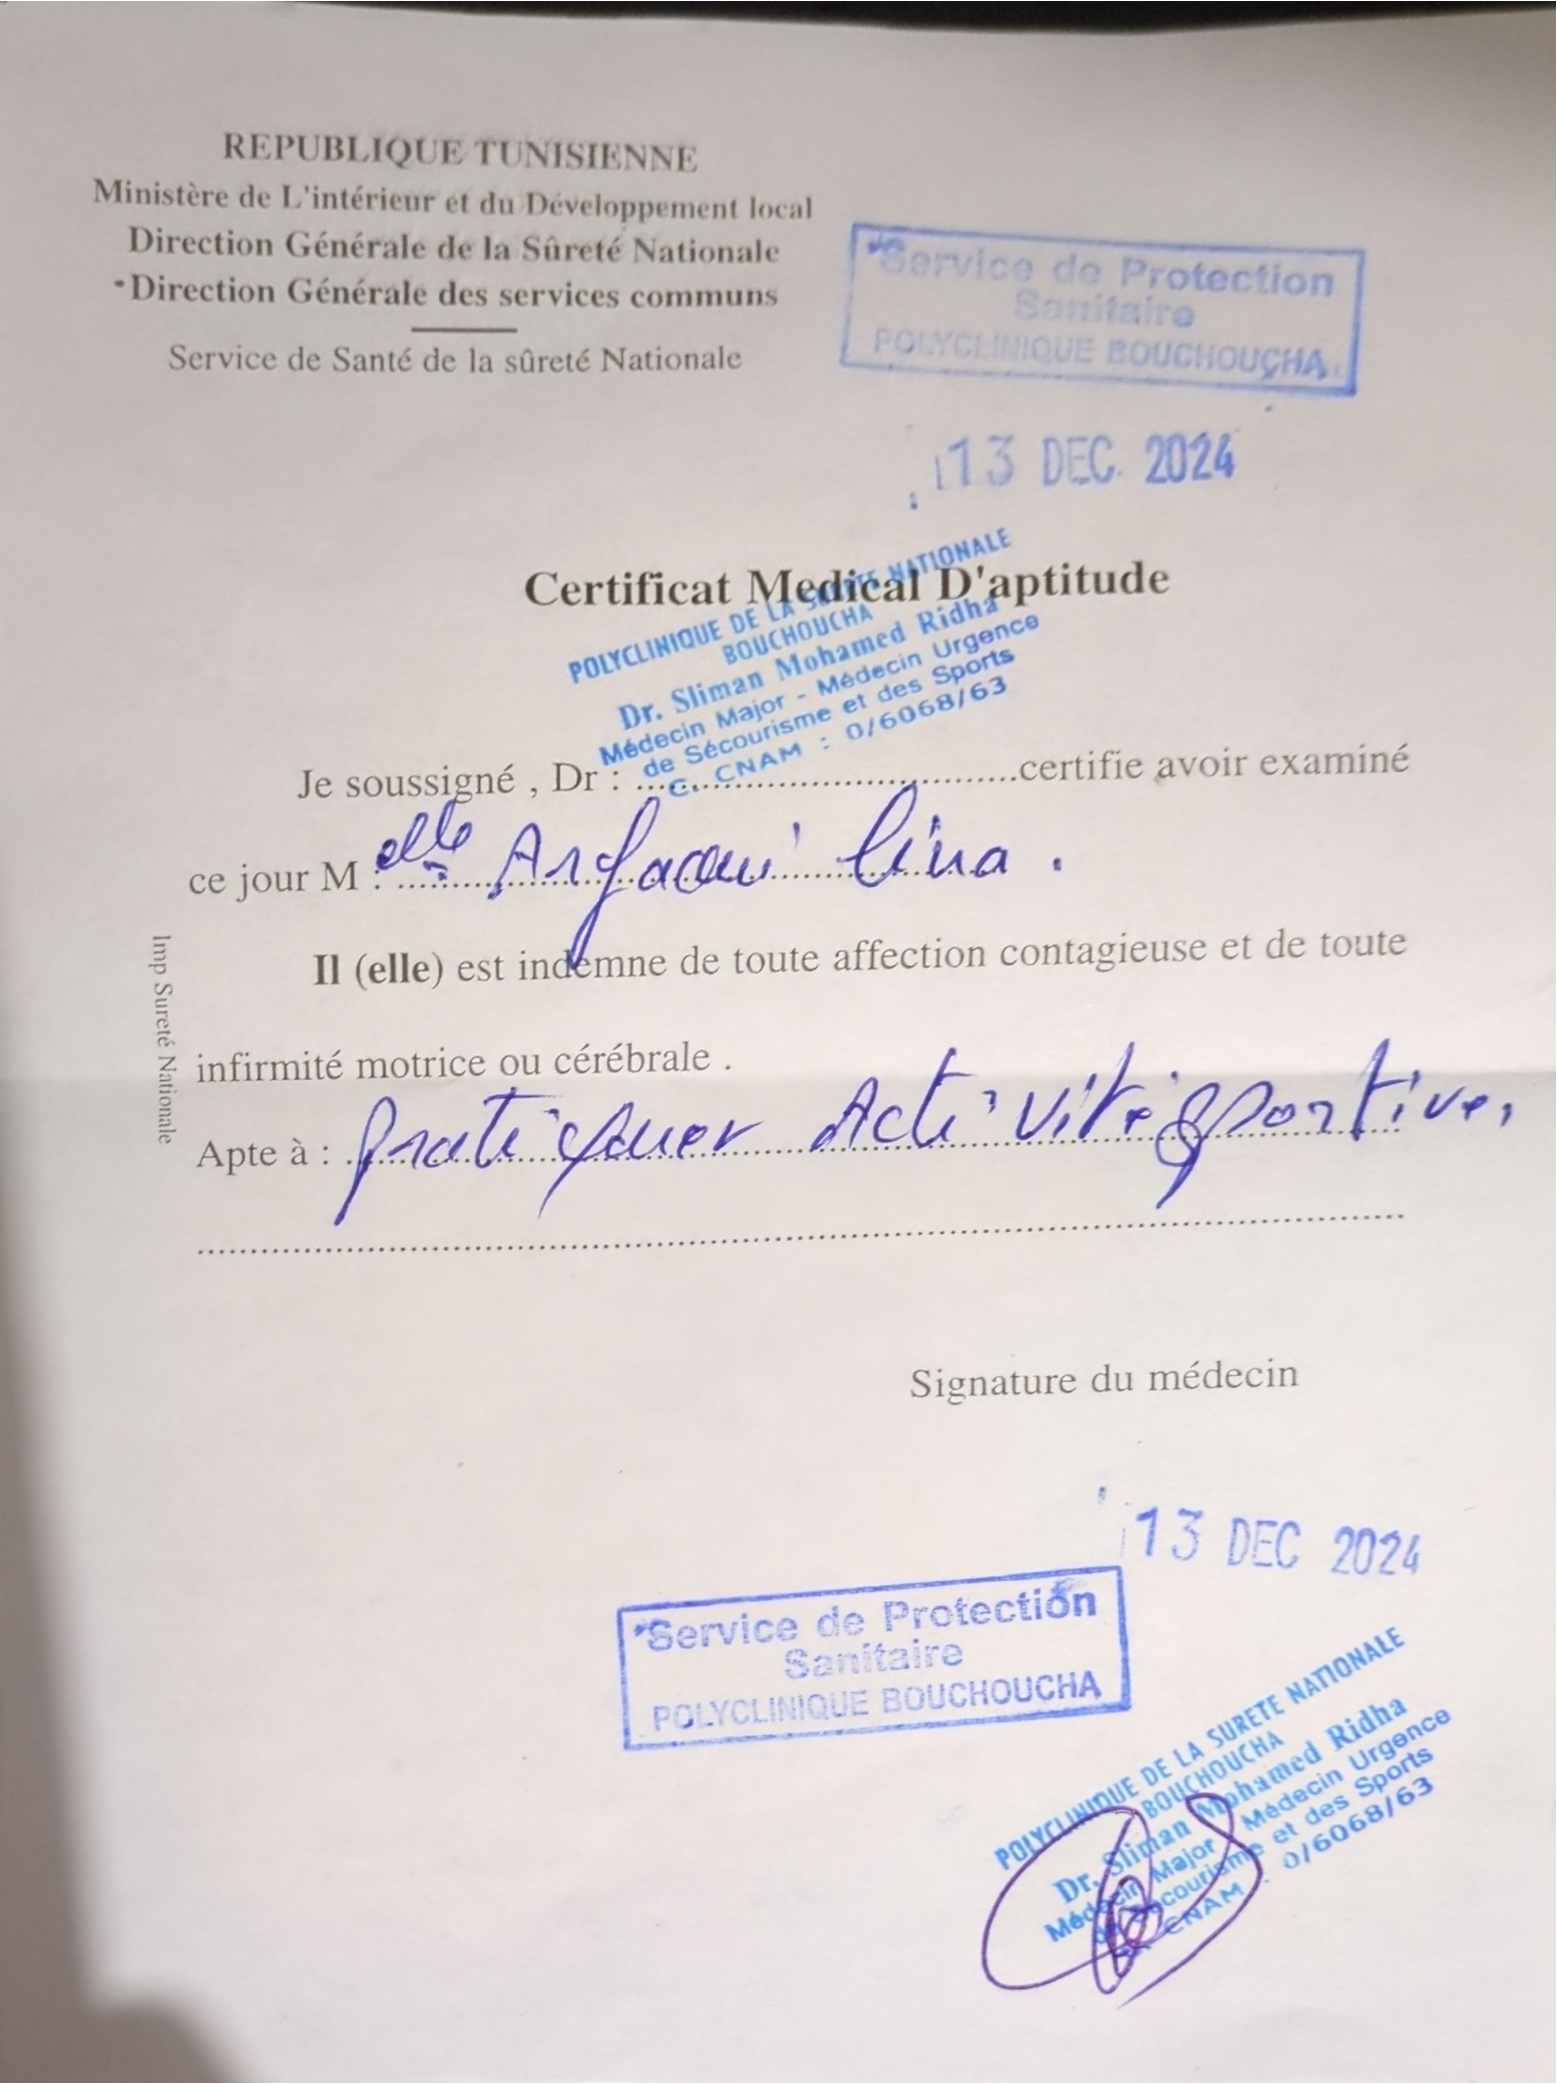 REPUBLIQUE TUNISIENNE
Ministère de L'intérieur et du Développement local
Direction Générale de la Sûreté Nationale
Direction Générale des services communs
Service de Santé de la sûreté Nationale
Service de Protection
Sanitaire
POLYCLINIQUE BOUCHOUCHA
13 DEC. 2024
Certificat Medical D'aptitude
POLYCLINIQUE DE LA SURETE NATIONALE
BOUCHOUCHA
Dr. Sliman Mohamed Ridha
Médecin Major - Médecin Urgence
de Sécourisme et des Sports
C. CNAM : 0/6068/63
Je soussigné , Dr : certifie avoir examiné
ce jour M : elle Arfaoui Lina .
Il (elle) est indemne de toute affection contagieuse et de toute
infirmité motrice ou cérébrale .
Apte à : pratiquer Activité sportive,
Imp Sureté Nationale
Signature du médecin
13 DEC 2024
Service de Protection
Sanitaire
POLYCLINIQUE BOUCHOUCHA
POLYCLINIQUE DE LA SURETE NATIONALE
BOUCHOUCHA
Dr. Sliman Mohamed Ridha
Médecin Major - Médecin Urgence
de Sécourisme et des Sports
CNAM : 0/6068/63